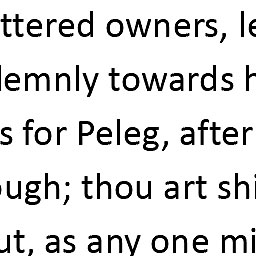 ttered owners, le
lemnly towards h
s for Peleg, after
ough; thou art shi
ut, as any one mi